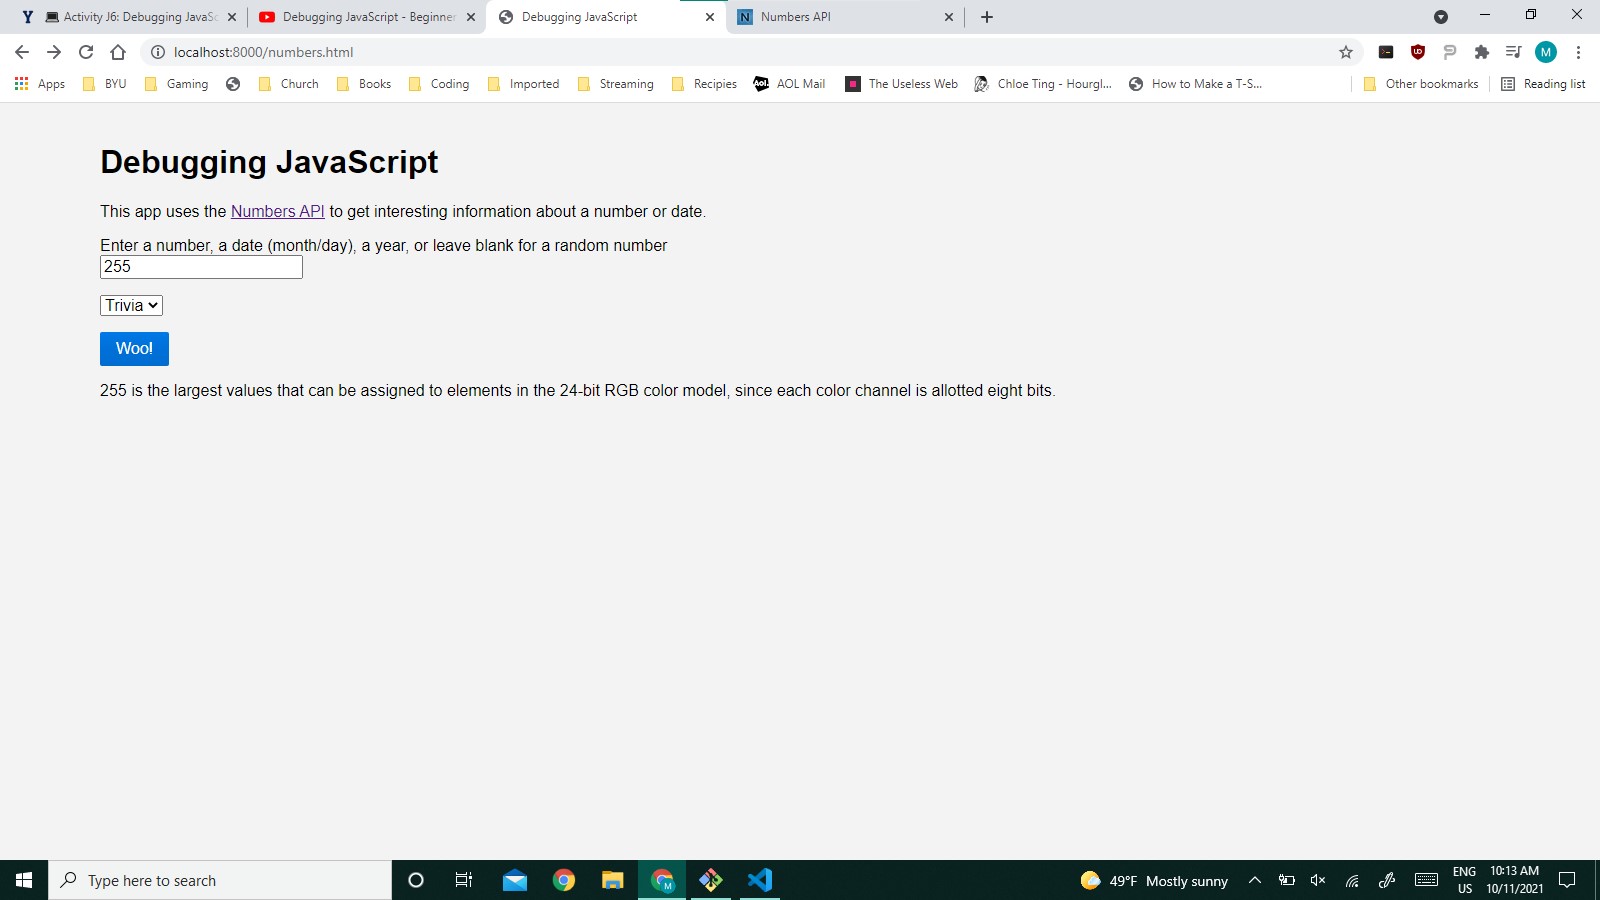 Y Activity J6: Debugging JavaSc
Debugging JavaScript - Beginner
Debugging JavaScript
N Numbers API
localhost:8000/numbers.html
M
Apps BYU Gaming Church Books Coding Imported Streaming Recipies Aol. AOL Mail The Useless Web Chloe Ting - Hourgl... How to Make a T-S... Other bookmarks Reading list
Debugging JavaScript
This app uses the Numbers API to get interesting information about a number or date.
Enter a number, a date (month/day), a year, or leave blank for a random number
255
Trivia
Woo!
255 is the largest values that can be assigned to elements in the 24-bit RGB color model, since each color channel is allotted eight bits.
Type here to search
M
49°F Mostly sunny
ENG
US
10:13 AM
10/11/2021